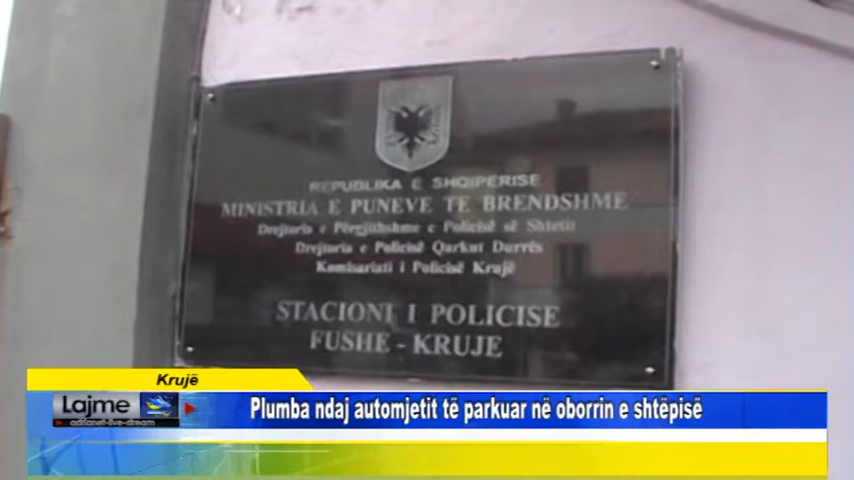 REPUBLIKA E SHQIPERISE
MINISTRIA E PUNEVE TE BRENDSHME
Drejtoria e Përgjithshme e Policisë së Shtetit
Drejtoria e Policisë Qarkut Durrës
Komisariati i Policisë Krujë
STACIONI I POLICISE
FUSHE - KRUJE
Krujë
Lajme
Plumba ndaj automjetit të parkuar në oborrin e shtëpisë